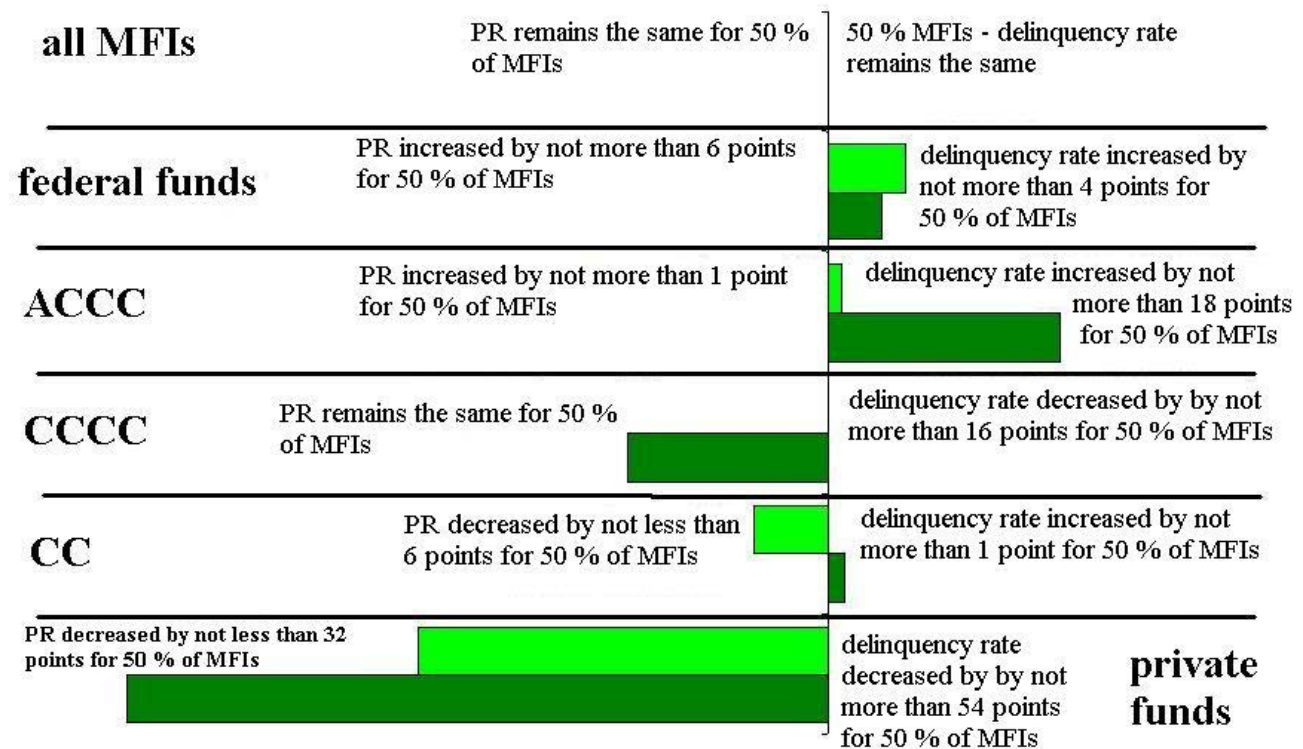 all MFIs
PR remains the same for 50 %
of MFIs
50 % MFIs - delinquency rate
remains the same
federal funds
PR increased by not more than 6 points
for 50 % of MFIs
delinquency rate increased by
not more than 4 points for
50 % of MFIs
ACCC
PR increased by not more than 1 point
for 50 % of MFIs
delinquency rate increased by not
more than 18 points
for 50 % of MFIs
CCCC
PR remains the same for 50 %
of MFIs
delinquency rate decreased by by not
more than 16 points for 50 % of MFIs
CC
PR decreased by not less than
6 points for 50 % of MFIs
delinquency rate increased by not
more than 1 point for 50 % of MFIs
PR decreased by not less than 32
points for 50 % of MFIs
delinquency rate
decreased by by not
more than 54 points
for 50 % of MFIs
private
funds